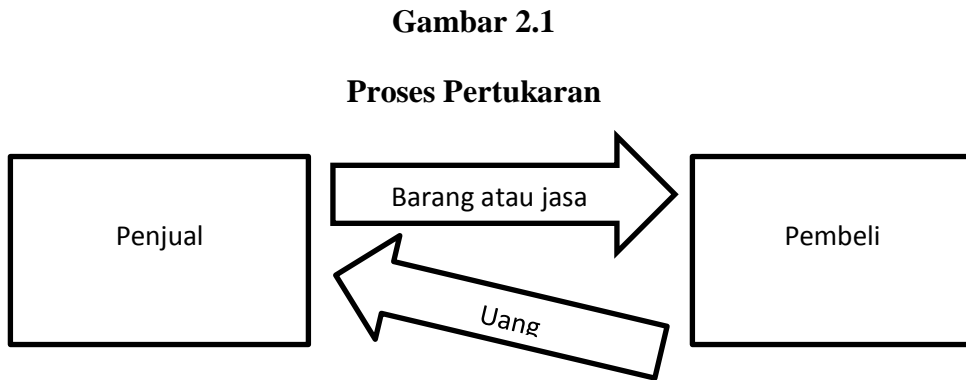 Gambar 2.1
Proses Pertukaran
Penjual
Barang atau jasa
Pembeli
Uang